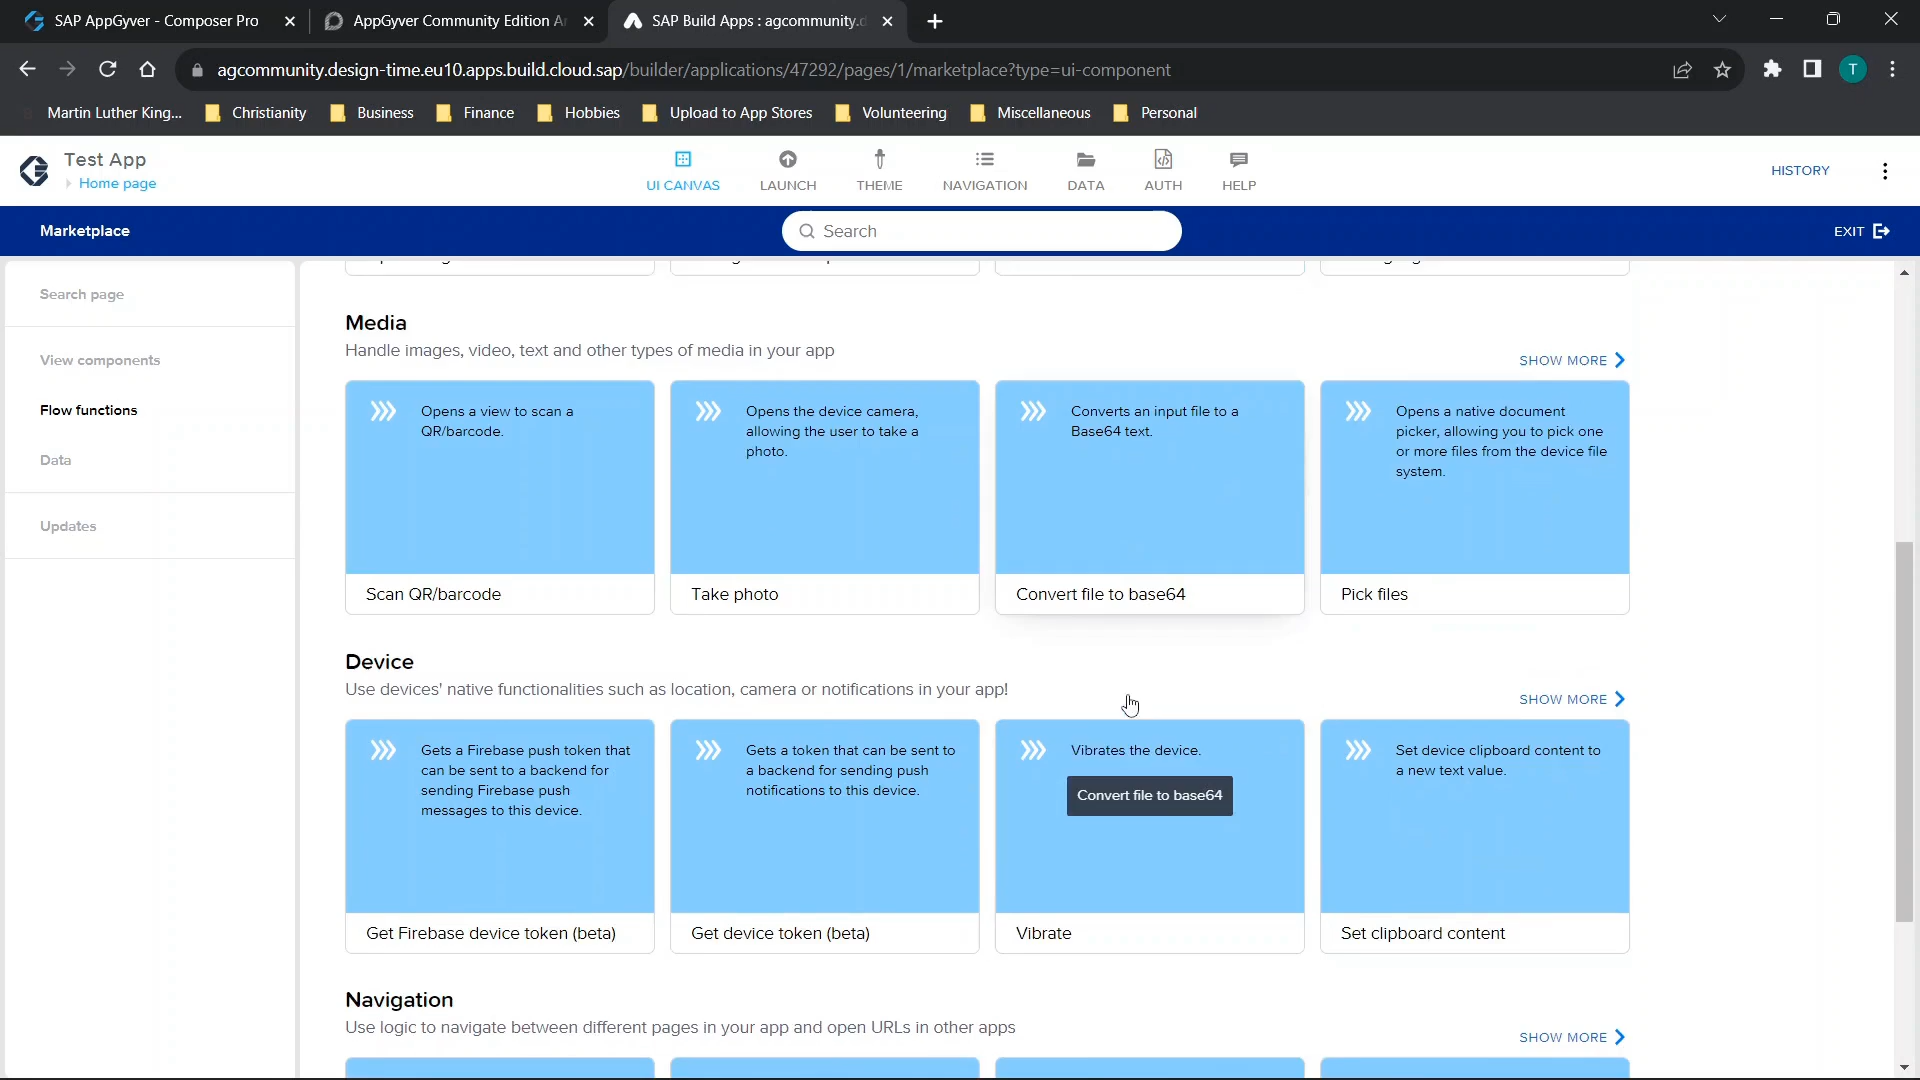 SAP AppGyver - Composer Pro
AppGyver Community Edition A
SAP Build Apps : agcommunity.d
agcommunity.design-time.eu10.apps.build.cloud.sap/builder/applications/47292/pages/1/marketplace?type=ui-component
T
Martin Luther King...
Christianity
Business
Finance
Hobbies
Upload to App Stores
Volunteering
Miscellaneous
Personal
Test App
Home page
UI CANVAS
LAUNCH
THEME
NAVIGATION
DATA
AUTH
HELP
HISTORY
Marketplace
Search
EXIT
Search page
View components
Flow functions
Data
Updates
Media
Handle images, video, text and other types of media in your app
SHOW MORE
Opens a view to scan a
QR/barcode.
Scan QR/barcode
Opens the device camera,
allowing the user to take a
photo.
Take photo
Converts an input file to a
Base64 text.
Convert file to base64
Opens a native document
picker, allowing you to pick one
or more files from the device file
system.
Pick files
Device
Use devices' native functionalities such as location, camera or notifications in your app!
SHOW MORE
Gets a Firebase push token that
can be sent to a backend for
sending Firebase push
messages to this device.
Get Firebase device token (beta)
Gets a token that can be sent to
a backend for sending push
notifications to this device.
Get device token (beta)
Vibrates the device.
Convert file to base64
Vibrate
Set device clipboard content to
a new text value.
Set clipboard content
Navigation
Use logic to navigate between different pages in your app and open URLs in other apps
SHOW MORE